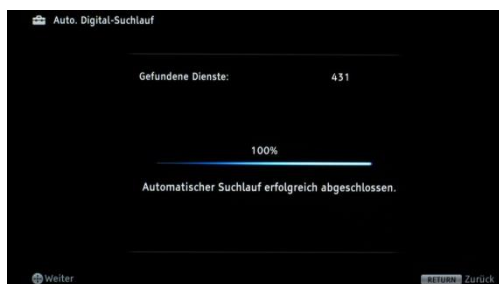 Auto. Digital-Suchlauf
Gefundene Dienste: 431
100%
Automatischer Suchlauf erfolgreich abgeschlossen.
Weiter
RETURN Zurück